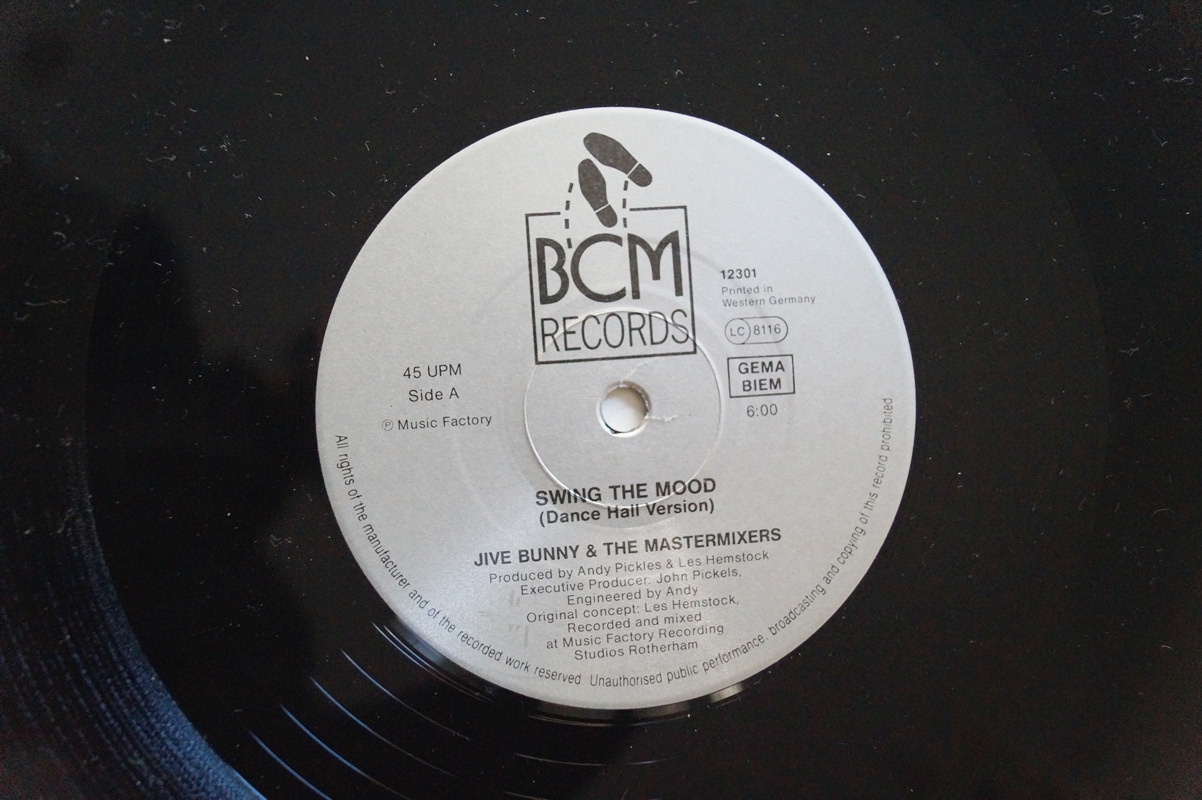 BCM
RECORDS
12301
Printed in
Western Germany
LC 8116
GEMA
BIEM
6:00
45 UPM
Side A
Ⓟ Music Factory
SWING THE MOOD
(Dance Hall Version)
JIVE BUNNY & THE MASTERMIXERS
Produced by Andy Pickles & Les Hemstock
Executive Producer: John Pickels,
Engineered by Andy
Original concept: Les Hemstock,
Recorded and mixed
at Music Factory Recording
Studios Rotherham
All rights of the manufacturer and of the recorded work reserved. Unauthorised public performance, broadcasting and copying of this record prohibited